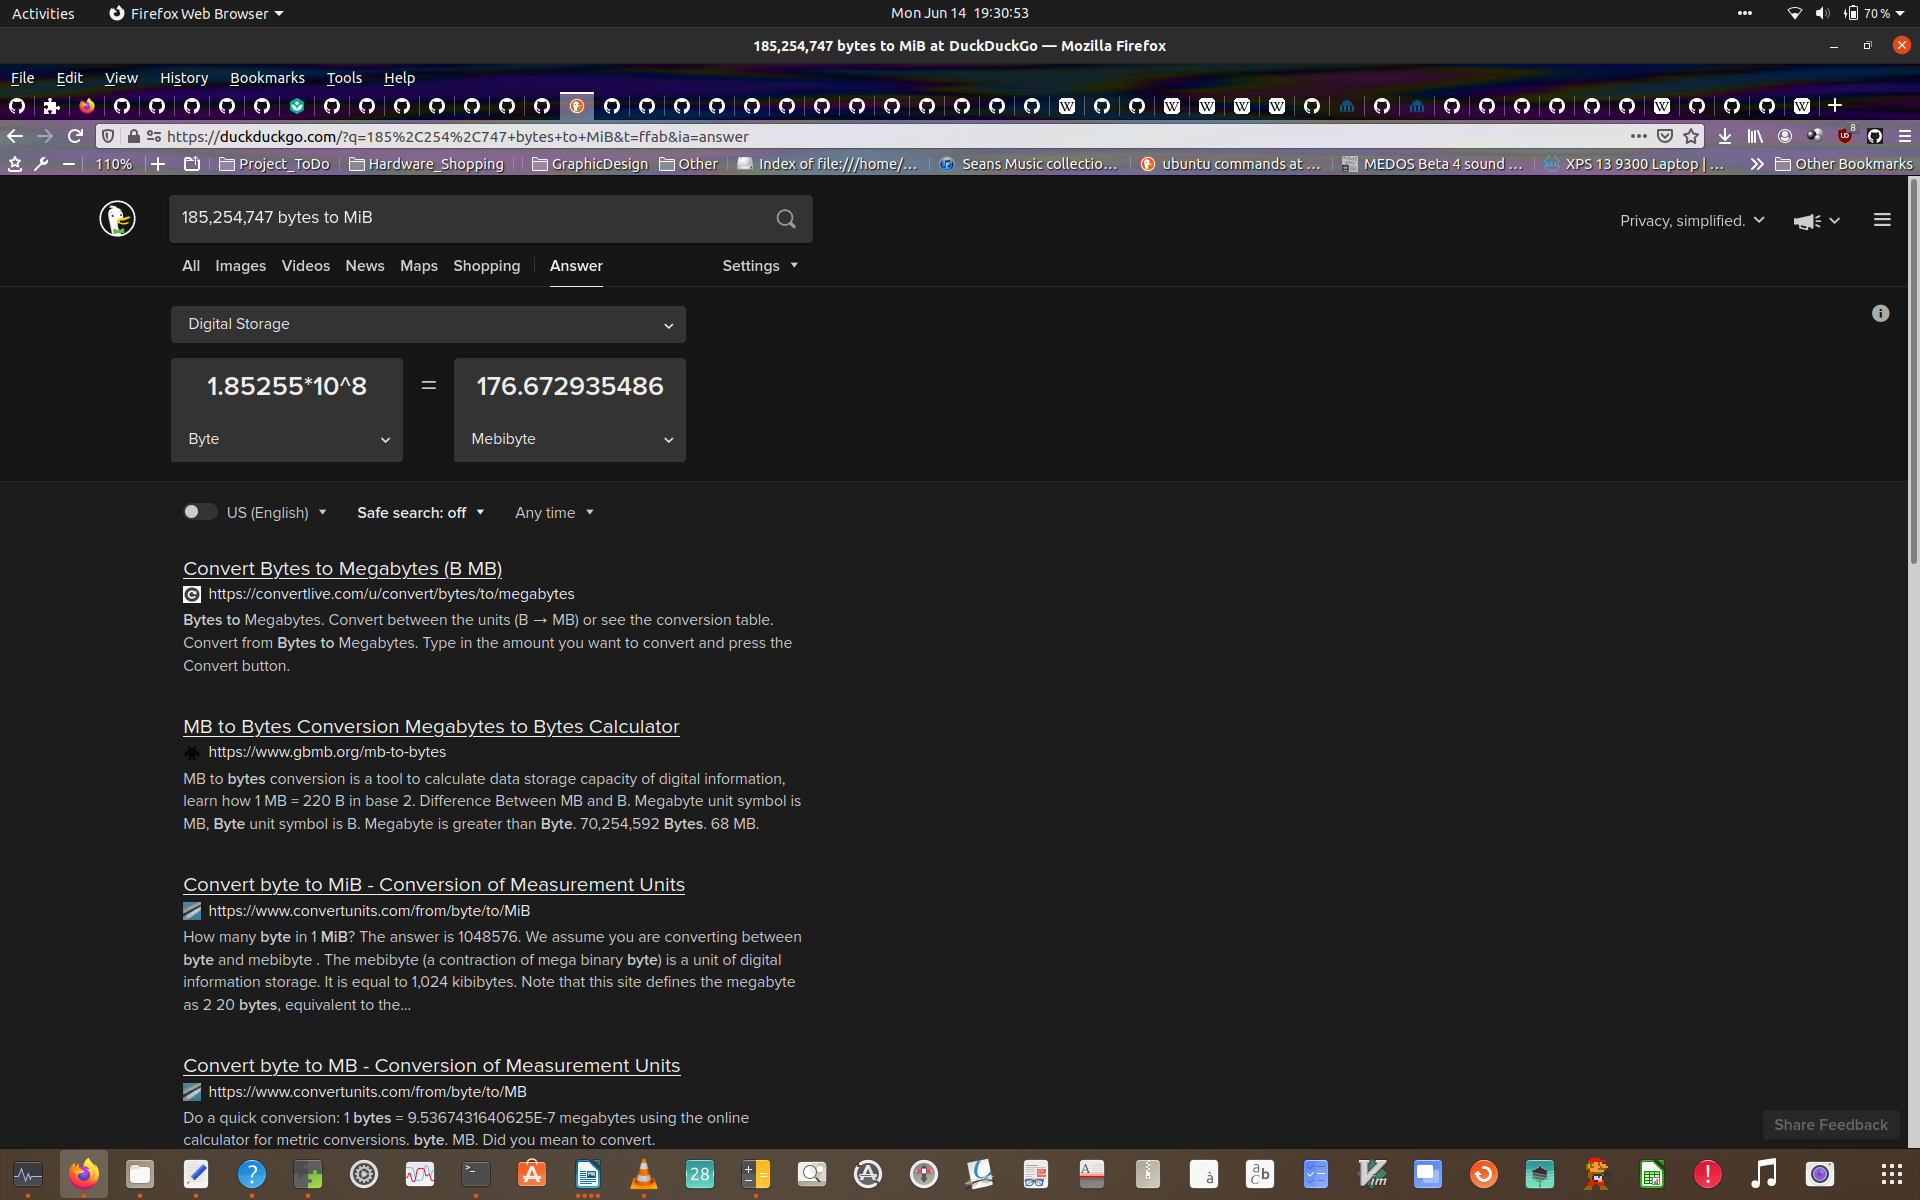 Activities
Firefox Web Browser
Mon Jun 14 19:30:53
70 %
185,254,747 bytes to MiB at DuckDuckGo — Mozilla Firefox
File Edit View History Bookmarks Tools Help
https://duckduckgo.com/?q=185%2C254%2C747+bytes+to+MiB&t=ffab&ia=answer
8
110% Project_ToDo Hardware_Shopping GraphicDesign Other Index of file:///home/... Seans Music collectio... ubuntu commands at ... MEDOS Beta 4 sound ... XPS 13 9300 Laptop | ... Other Bookmarks
185,254,747 bytes to MiB
Privacy, simplified.
All Images Videos News Maps Shopping Answer Settings
Digital Storage
1.85255*10^8 = 176.672935486
Byte Mebibyte
US (English) Safe search: off Any time
Convert Bytes to Megabytes (B MB)
https://convertlive.com/u/convert/bytes/to/megabytes
Bytes to Megabytes. Convert between the units (B → MB) or see the conversion table.
Convert from Bytes to Megabytes. Type in the amount you want to convert and press the
Convert button.
MB to Bytes Conversion Megabytes to Bytes Calculator
https://www.gbmb.org/mb-to-bytes
MB to bytes conversion is a tool to calculate data storage capacity of digital information,
learn how 1 MB = 220 B in base 2. Difference Between MB and B. Megabyte unit symbol is
MB, Byte unit symbol is B. Megabyte is greater than Byte. 70,254,592 Bytes. 68 MB.
Convert byte to MiB - Conversion of Measurement Units
https://www.convertunits.com/from/byte/to/MiB
How many byte in 1 MiB? The answer is 1048576. We assume you are converting between
byte and mebibyte . The mebibyte (a contraction of mega binary byte) is a unit of digital
information storage. It is equal to 1,024 kibibytes. Note that this site defines the megabyte
as 2 20 bytes, equivalent to the...
Convert byte to MB - Conversion of Measurement Units
https://www.convertunits.com/from/byte/to/MB
Do a quick conversion: 1 bytes = 9.5367431640625E-7 megabytes using the online
calculator for metric conversions. byte. MB. Did you mean to convert.
Share Feedback
28